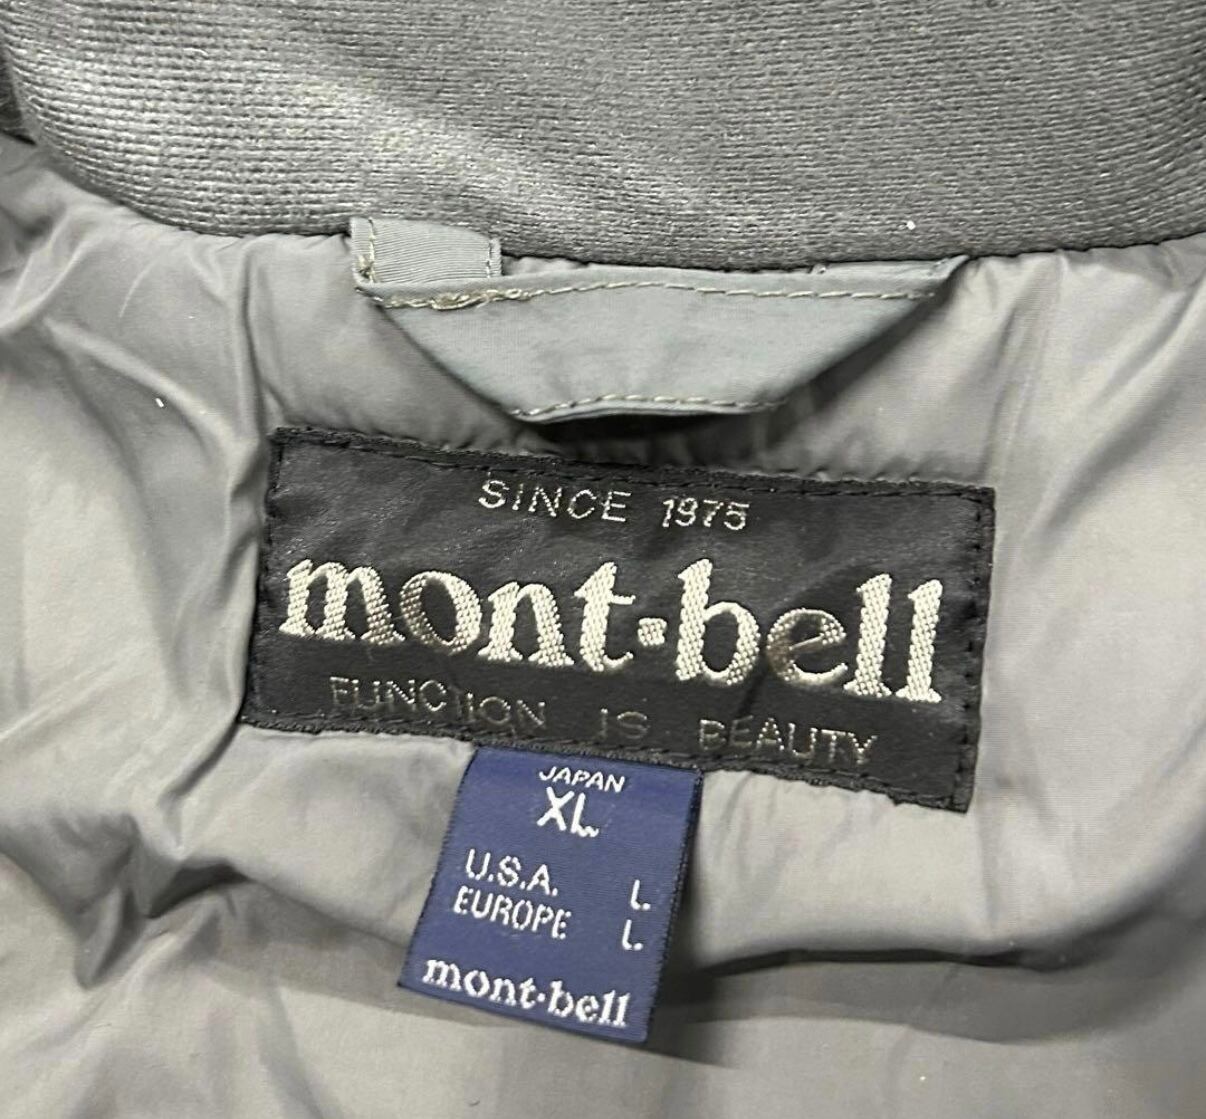 SINCE 1975
mont·bell
FUNCTION IS BEAUTY
JAPAN
XL
U.S.A. L
EUROPE L
mont·bell